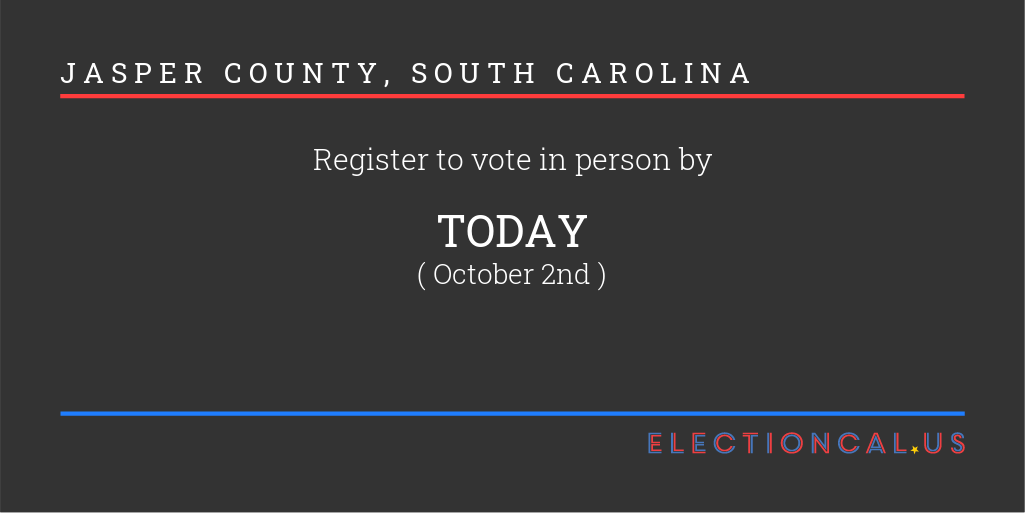 JASPER COUNTY, SOUTH CAROLINA
Register to vote in person by
TODAY
( October 2nd )
ELECTIONCAL.US